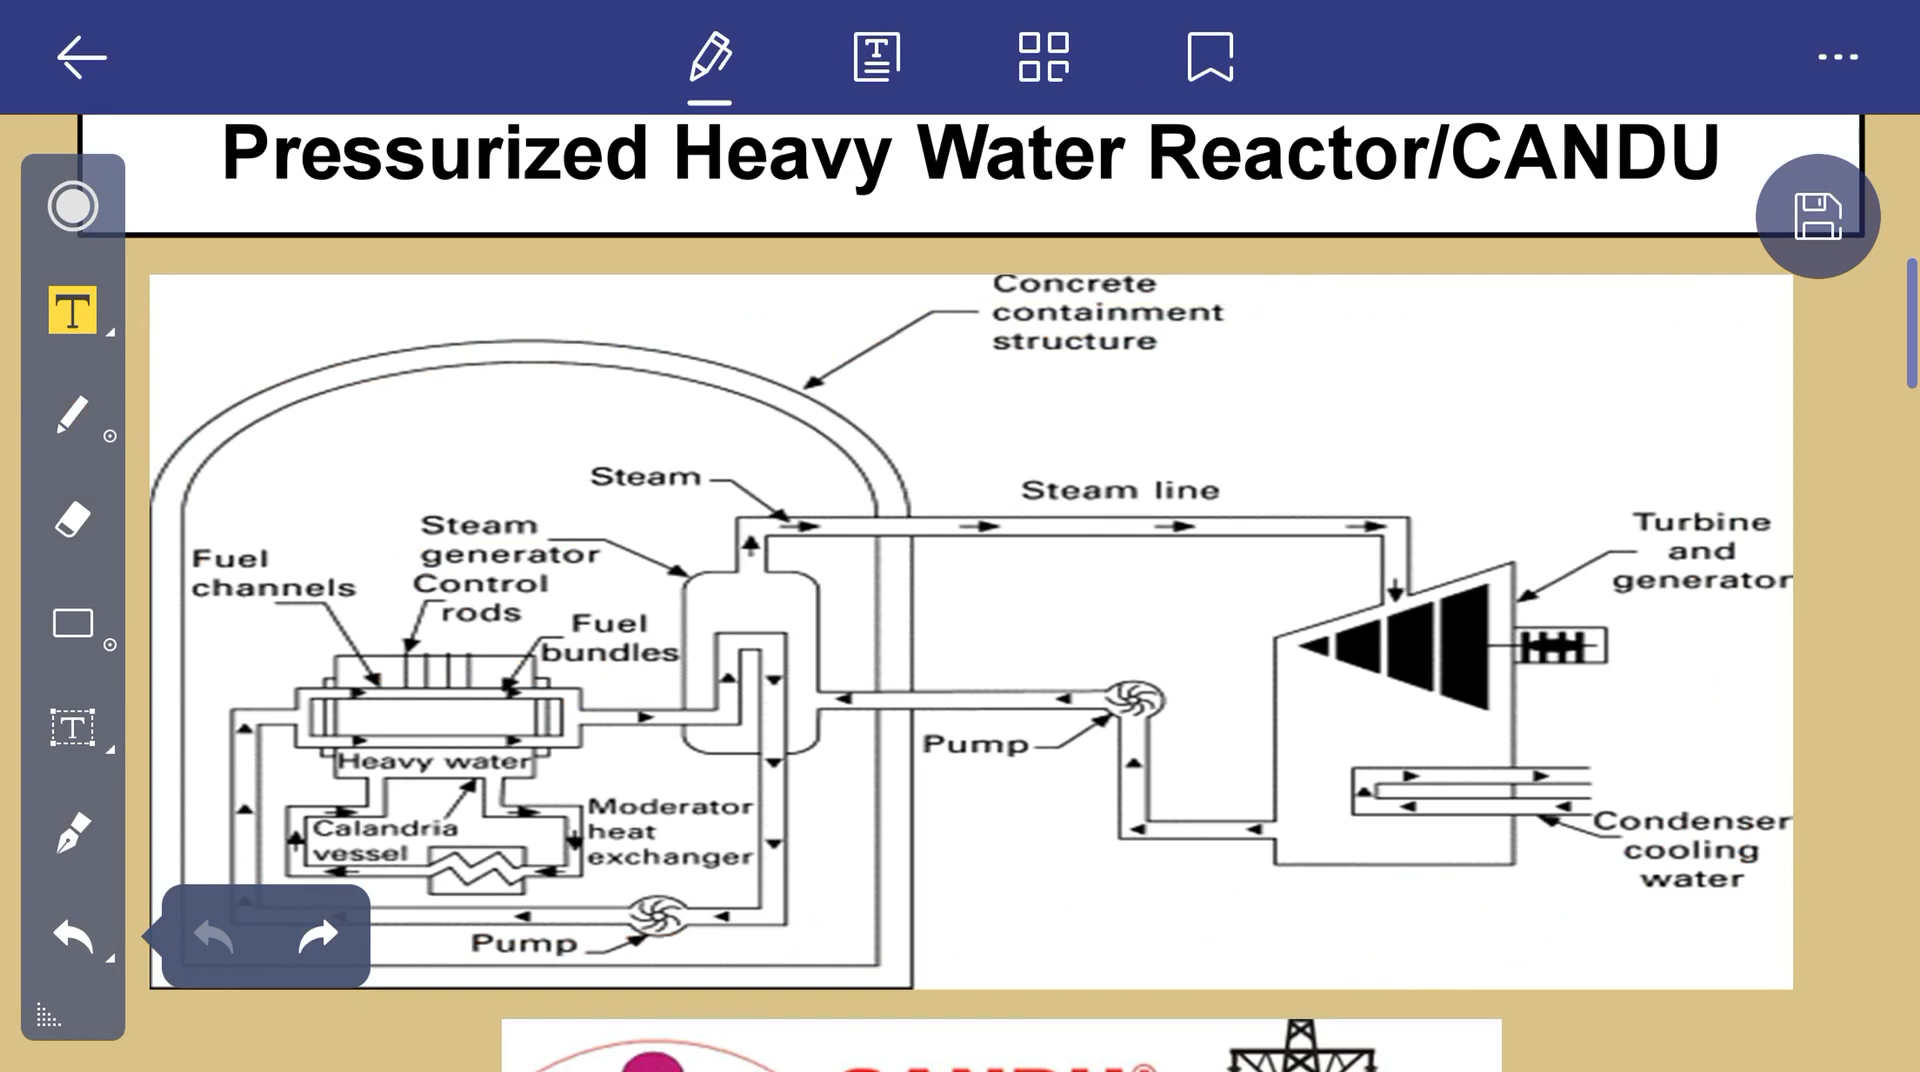 Pressurized Heavy Water Reactor/CANDU
Concrete
containment
structure
Steam
Steam line
Steam
generator
Turbine
and
generator
Fuel
channels
Control
rods
Fuel
bundles
Heavy water
Pump
Calandria
vessel
Moderator
heat
exchanger
Condenser
cooling
water
Pump
CANDU®